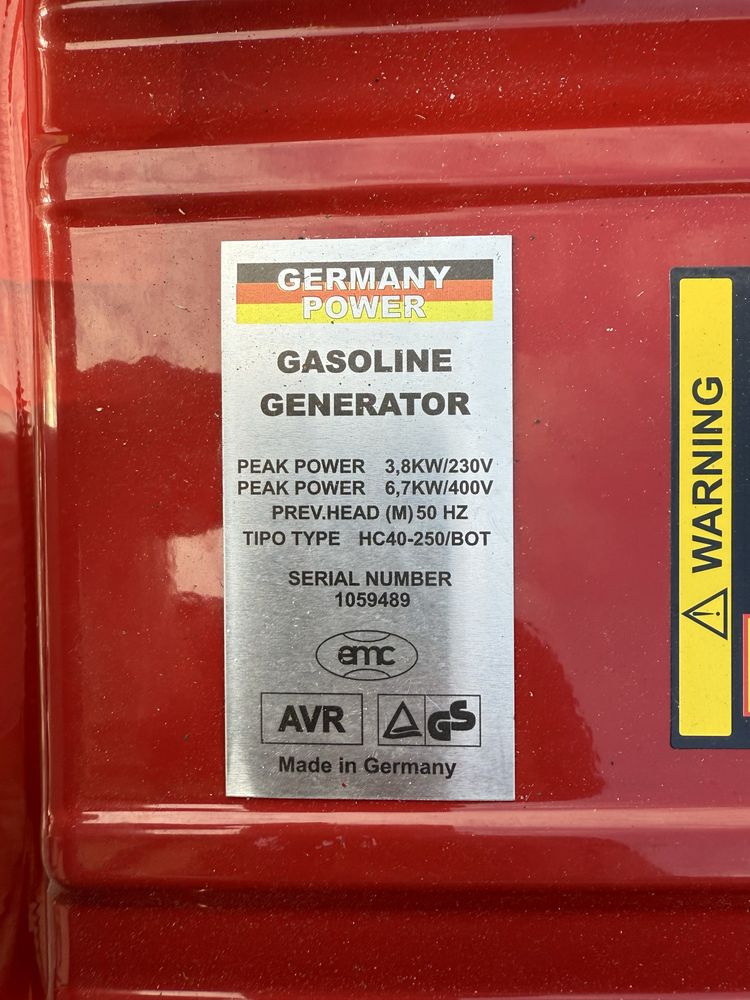 GERMANY
POWER
GASOLINE
GENERATOR
PEAK POWER 3,8KW/230V
PEAK POWER 6,7KW/400V
PREV.HEAD (M) 50 HZ
TIPO TYPE HC40-250/BOT
SERIAL NUMBER
1059489
emc
AVR
GS
Made in Germany
WARNING